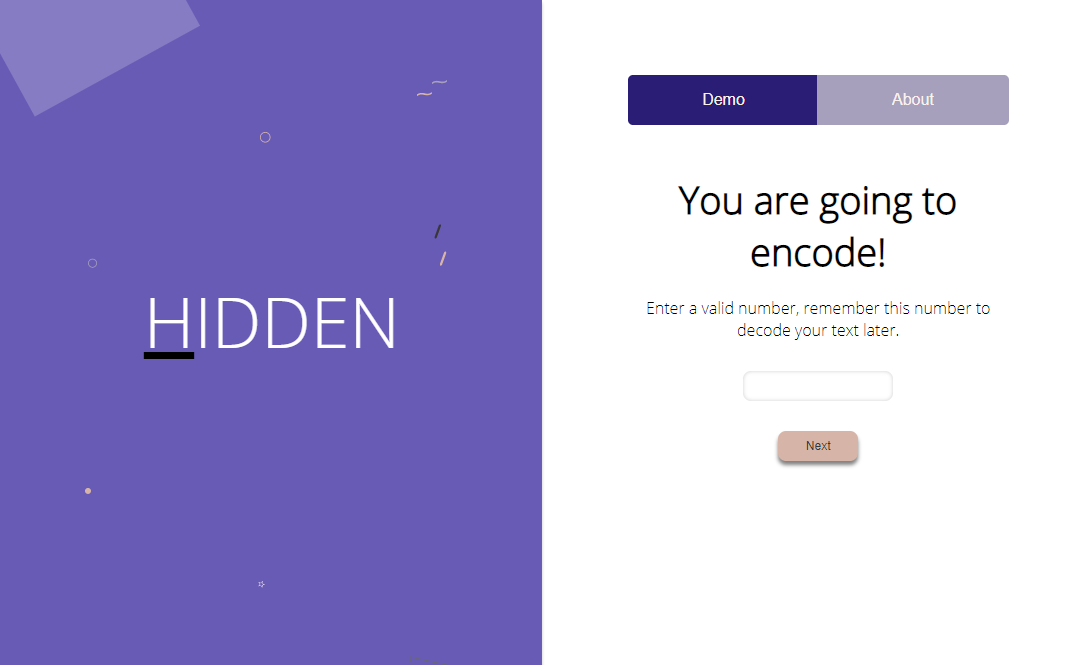 HIDDEN
Demo
About
You are going to
encode!
Enter a valid number, remember this number to
decode your text later.
Next